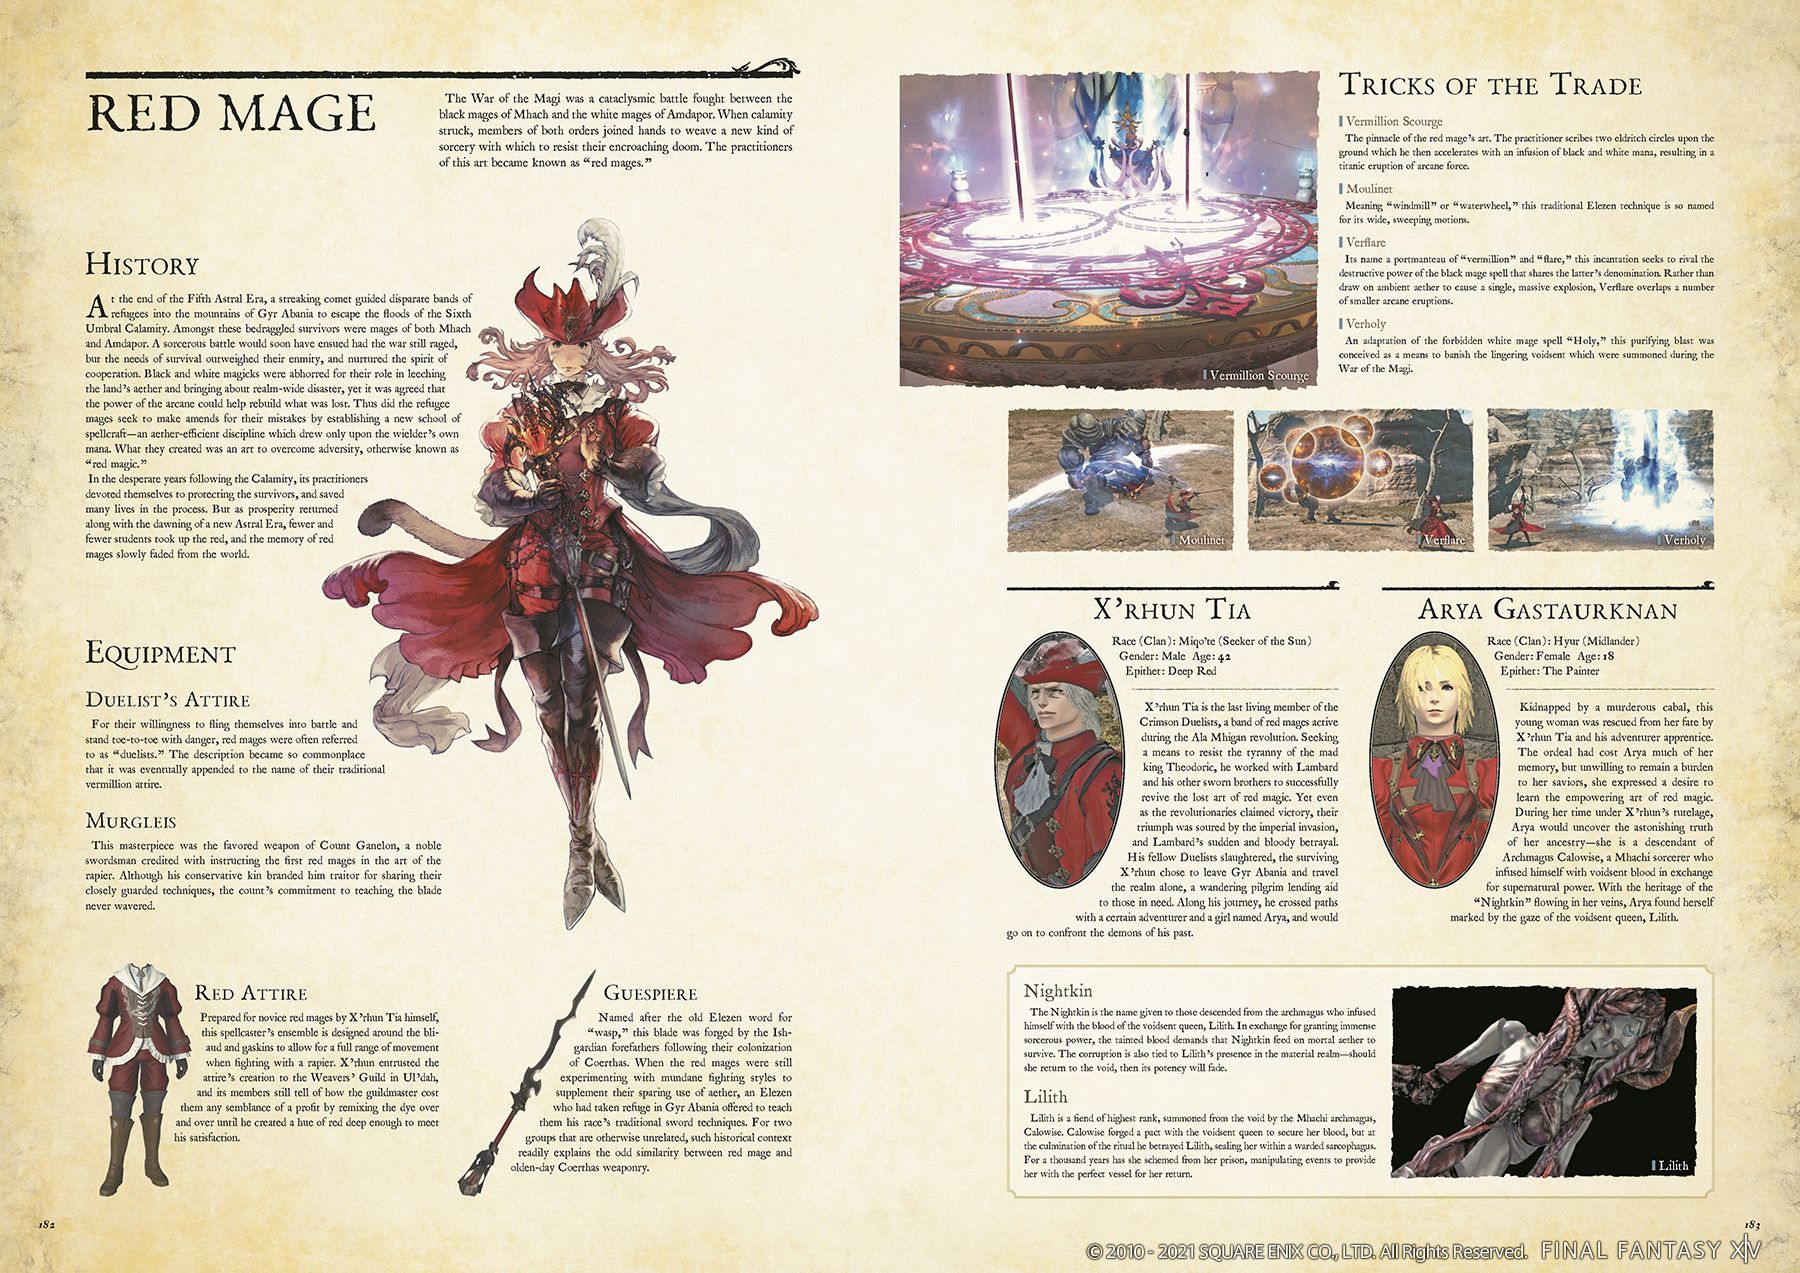 RED MAGE
The War of the Magi was a cataclysmic battle fought between the
black mages of Mhach and the white mages of Amdapor. When calamity
struck, members of both orders joined hands to weave a new kind of
sorcery with which to resist their encroaching doom. The practitioners
of this art became known as “red mages.”
HISTORY
At the end of the Fifth Astral Era, a streaking comet guided disparate bands of
refugees into the mountains of Gyr Abania to escape the floods of the Sixth
Umbral Calamity. Amongst these bedraggled survivors were mages of both Mhach
and Amdapor. A sorcerous battle would soon have ensued had the war still raged,
but the needs of survival outweighed their enmity, and nurtured the spirit of
cooperation. Black and white magicks were abhorred for their role in leeching
the land’s aether and bringing about realm-wide disaster, yet it was agreed that
the power of the arcane could help rebuild what was lost. Thus did the refugee
mages seek to make amends for their mistakes by establishing a new school of
spellcraft—an aether-efficient discipline which drew only upon the wielder’s own
mana. What they created was an art to overcome adversity, otherwise known as
“red magic.”
In the desperate years following the Calamity, its practitioners
devoted themselves to protecting the survivors, and saved
many lives in the process. But as prosperity returned
along with the dawning of a new Astral Era, fewer and
fewer students took up the red, and the memory of red
mages slowly faded from the world.
EQUIPMENT
DUELIST’S ATTIRE
For their willingness to fling themselves into battle and
stand toe-to-toe with danger, red mages were often referred
to as “duelists.” The description became so commonplace
that it was eventually appended to the name of their traditional
vermillion attire.
MURGLEIS
This masterpiece was the favored weapon of Count Ganelon, a noble
swordsman credited with instructing the first red mages in the art of the
rapier. Although his conservative kin branded him traitor for sharing their
closely guarded techniques, the count’s commitment to teaching the blade
never wavered.
RED ATTIRE
Prepared for novice red mages by X’rhun Tia himself,
this spellcaster’s ensemble is designed around the bli-
aud and gaskins to allow for a full range of movement
when fighting with a rapier. X’rhun entrusted the
attire’s creation to the Weavers’ Guild in Ul’dah,
and its members still tell of how the guildmaster cost
them any semblance of a profit by remixing the dye over
and over until he created a hue of red deep enough to meet
his satisfaction.
GUESPIERE
Named after the old Elezen word for
“wasp,” this blade was forged by the Ish-
gardian forefathers following their colonization
of Coerthas. When the red mages were still
experimenting with mundane fighting styles to
supplement their sparing use of aether, an Elezen
who had taken refuge in Gyr Abania offered to teach
them his race’s traditional sword techniques. For two
groups that are otherwise unrelated, such historical context
readily explains the odd similarity between red mage and
olden-day Coerthas weaponry.
182
Vermillion Scourge
TRICKS OF THE TRADE
Vermillion Scourge
The pinnacle of the red mage’s art. The practitioner scribes two eldritch circles upon the
ground which he then accelerates with an infusion of black and white mana, resulting in a
titanic eruption of arcane force.
Moulinet
Meaning “windmill” or “waterwheel,” this traditional Elezen technique is so named
for its wide, sweeping motions.
Verflare
Its name a portmanteau of “vermillion” and “flare,” this incantation seeks to rival the
destructive power of the black mage spell that shares the latter’s denomination. Rather than
draw on ambient aether to cause a single, massive explosion, Verflare overlaps a number
of smaller arcane eruptions.
Verholy
An adaptation of the forbidden white mage spell “Holy,” this purifying blast was
conceived as a means to banish the lingering voidsent which were summoned during the
War of the Magi.
Moulinet
Verflare
Verholy
X’RHUN TIA
Race (Clan): Miqo’te (Seeker of the Sun)
Gender: Male Age: 42
Epithet: Deep Red
X’rhun Tia is the last living member of the
Crimson Duelists, a band of red mages active
during the Ala Mhigan revolution. Seeking
a means to resist the tyranny of the mad
king Theodoric, he worked with Lambard
and his other sworn brothers to successfully
revive the lost art of red magic. Yet even
as the revolutionaries claimed victory, their
triumph was soured by the imperial invasion,
and Lambard’s sudden and bloody betrayal.
His fellow Duelists slaughtered, the surviving
X’rhun chose to leave Gyr Abania and travel
the realm alone, a wandering pilgrim lending aid
to those in need. Along his journey, he crossed paths
with a certain adventurer and a girl named Arya, and would
go on to confront the demons of his past.
ARYA GASTAURKNAN
Race (Clan): Hyur (Midlander)
Gender: Female Age: 18
Epithet: The Painter
Kidnapped by a murderous cabal, this
young woman was rescued from her fate by
X’rhun Tia and his adventurer apprentice.
The ordeal had cost Arya much of her
memory, but unwilling to remain a burden
to her saviors, she expressed a desire to
learn the empowering art of red magic.
During her time under X’rhun’s tutelage,
Arya would uncover the astonishing truth
of her ancestry—she is a descendant of
Archmagus Calowise, a Mhachi sorcerer who
infused himself with voidsent blood in exchange
for supernatural power. With the heritage of the
“Nightkin” flowing in her veins, Arya found herself
marked by the gaze of the voidsent queen, Lilith.
Nightkin
The Nightkin is the name given to those descended from the archmagus who infused
himself with the blood of the voidsent queen, Lilith. In exchange for granting immense
sorcerous power, the tainted blood demands that Nightkin feed on mortal aether to
survive. The corruption is also tied to Lilith’s presence in the material realm—should
she return to the void, then its potency will fade.
Lilith
Lilith is a fiend of highest rank, summoned from the void by the Mhachi archmagus,
Calowise. Calowise forged a pact with the voidsent queen to secure her blood, but at
the culmination of the ritual he betrayed Lilith, sealing her within a warded sarcophagus.
For a thousand years has she schemed from her prison, manipulating events to provide
her with the perfect vessel for her return.
Lilith
183
© 2010 - 2021 SQUARE ENIX CO., LTD. All Rights Reserved. FINAL FANTASY XIV